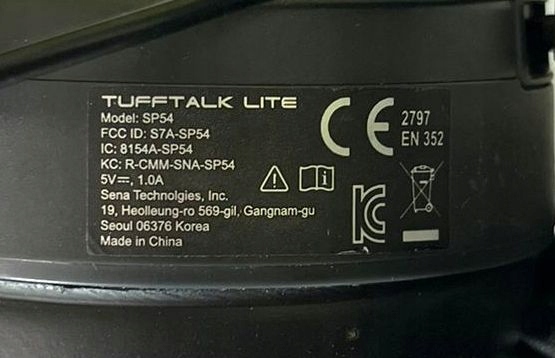 TUFFTALK LITE
Model: SP54
FCC ID: S7A-SP54
IC: 8154A-SP54
KC: R-CMM-SNA-SP54
5V⎓, 1.0A
Sena Technolgies, Inc.
19, Heolleung-ro 569-gil, Gangnam-gu
Seoul 06376 Korea
Made in China
CE 2797
EN 352
KC